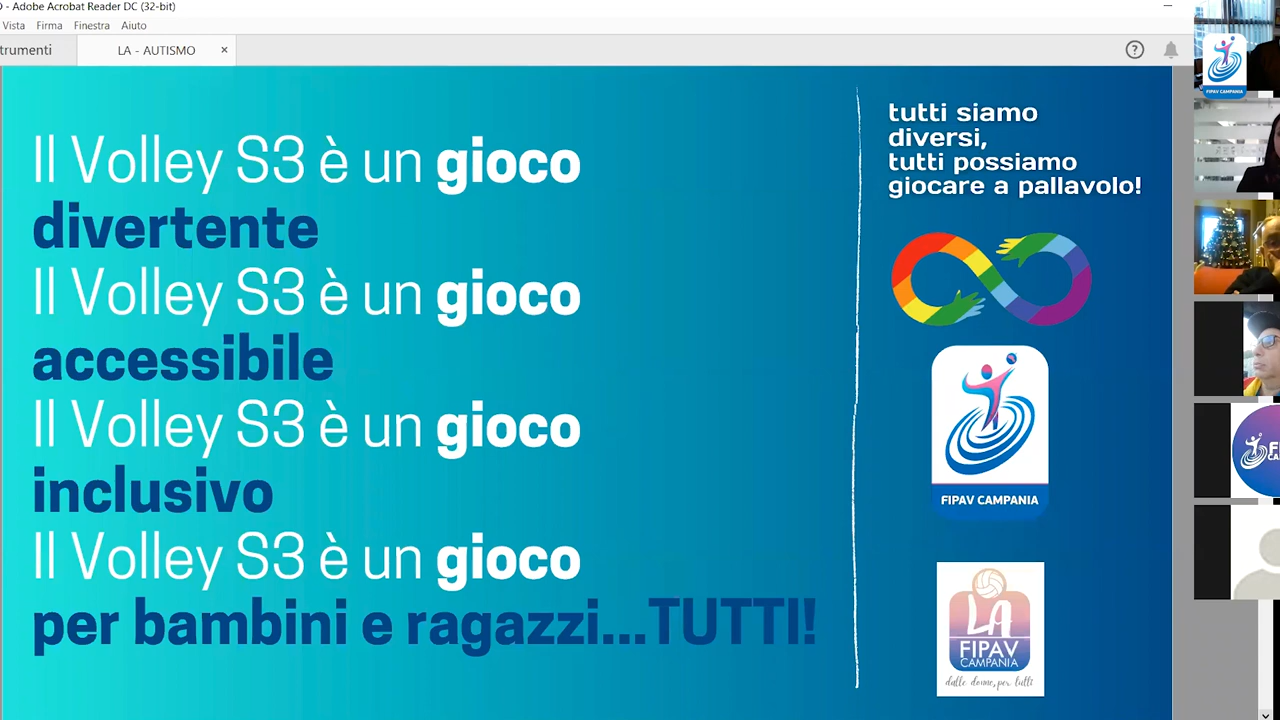 - Adobe Acrobat Reader DC (32-bit)
Vista Firma Finestra Aiuto
trumenti
LA - AUTISMO
Il Volley S3 è un gioco
divertente
Il Volley S3 è un gioco
accessibile
Il Volley S3 è un gioco
inclusivo
Il Volley S3 è un gioco
per bambini e ragazzi...TUTTI!
tutti siamo
diversi,
tutti possiamo
giocare a pallavolo!
FIPAV CAMPANIA
LA
FIPAV
CAMPANIA
dalle donne, per tutti
FIPAV CAMPANIA